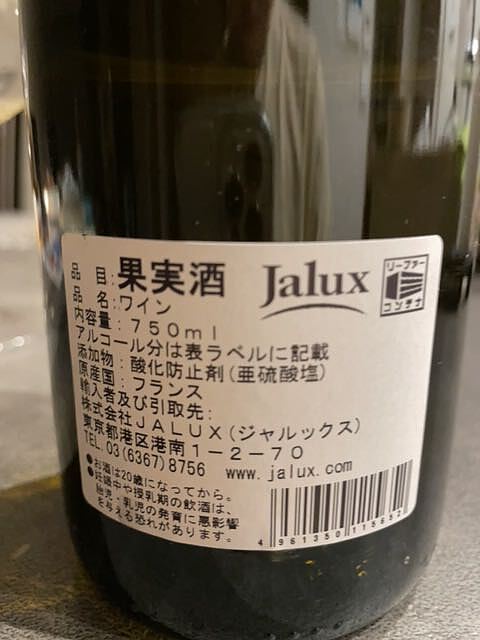 品 目:果実酒 Jalux リーファー コンテナ
品 名:ワイン
内容量:750ml
アルコール分は表ラベルに記載
添加物:酸化防止剤(亜硫酸塩)
原産国:フランス
輸入者及び引取先:
株式会社JALUX(ジャルックス)
東京都港区港南1-2-70
TEL.03(6367)8756 www.jalux.com
●お酒は20歳になってから。
●妊娠中や授乳期の飲酒は、
胎児・乳児の発育に悪影響
を与える恐れがあります。
4 961350 115652